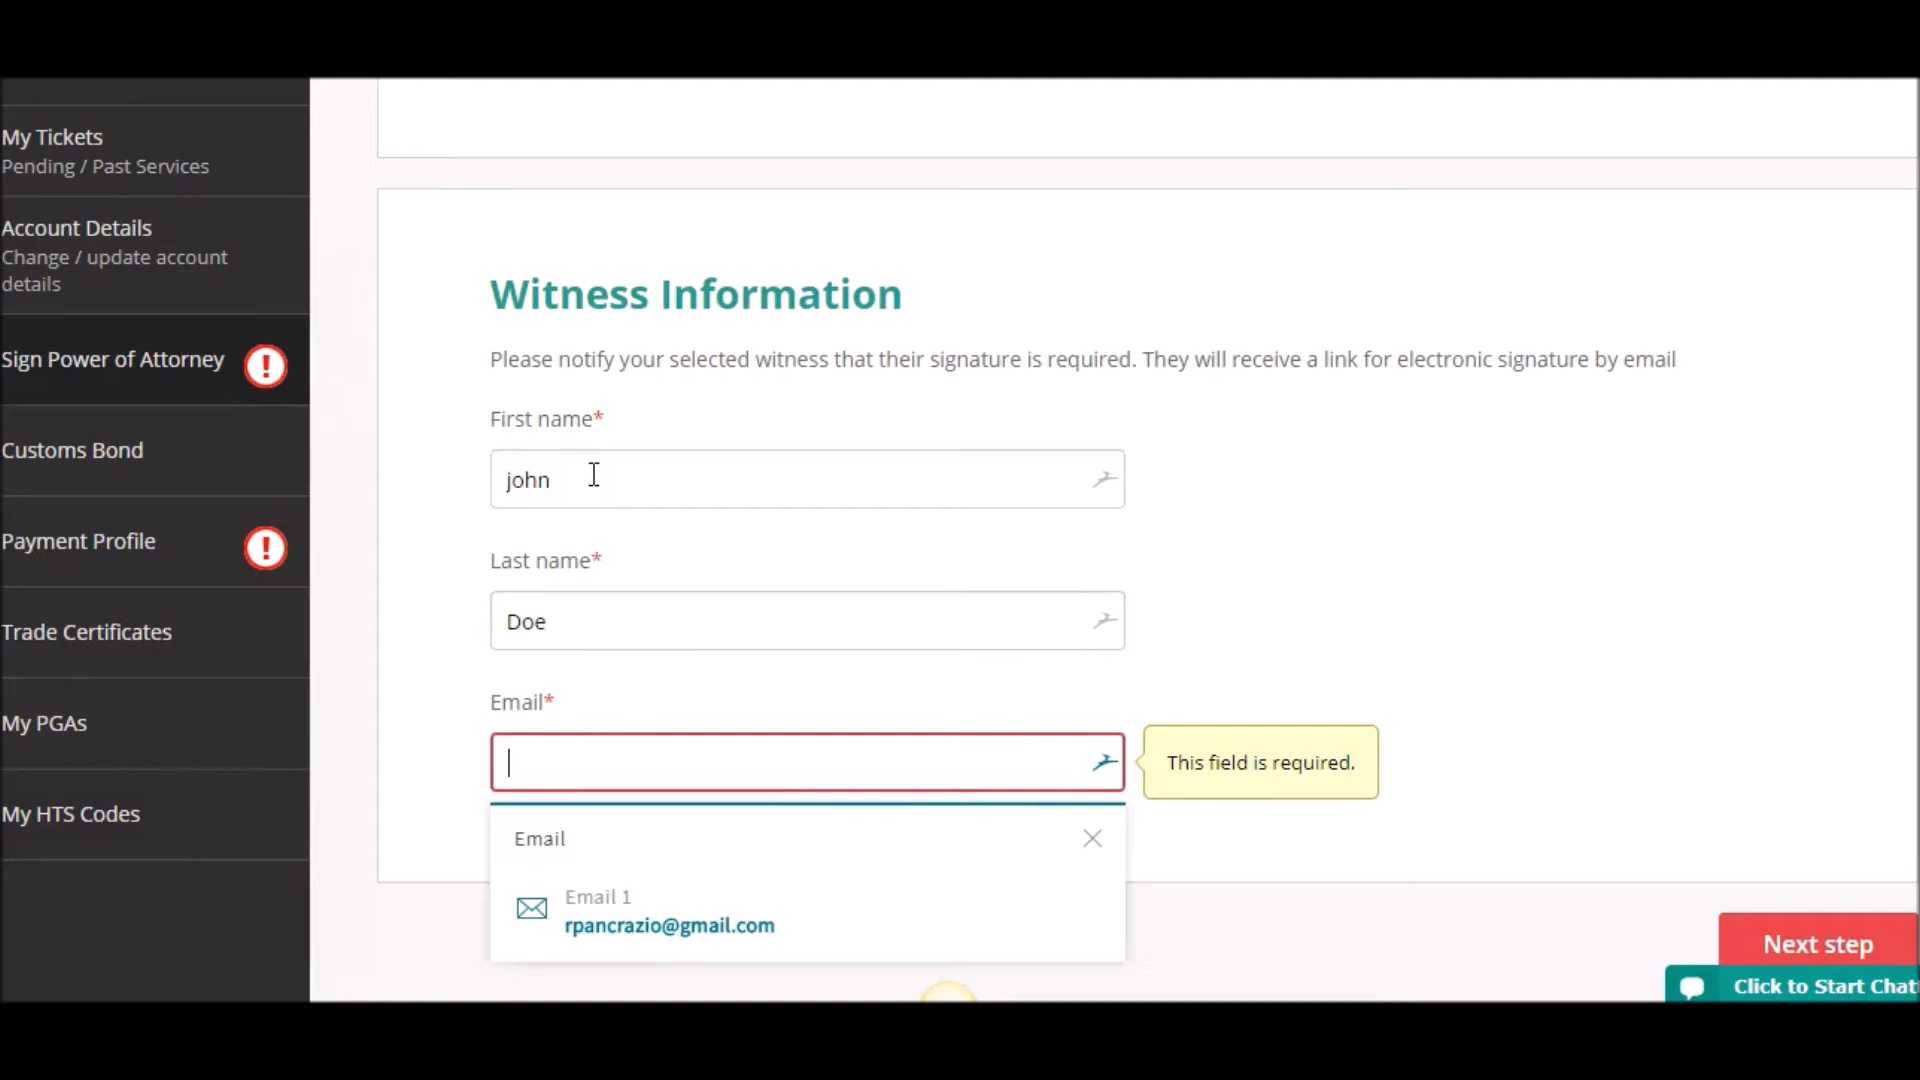 My Tickets
Pending / Past Services
Account Details
Change / update account
details
Sign Power of Attorney
Customs Bond
Payment Profile
Trade Certificates
My PGAs
My HTS Codes
Witness Information
Please notify your selected witness that their signature is required. They will receive a link for electronic signature by email
First name*
john
Last name*
Doe
Email*
This field is required.
Email
Email 1
rpancrazio@gmail.com
Next step
Click to Start Chat